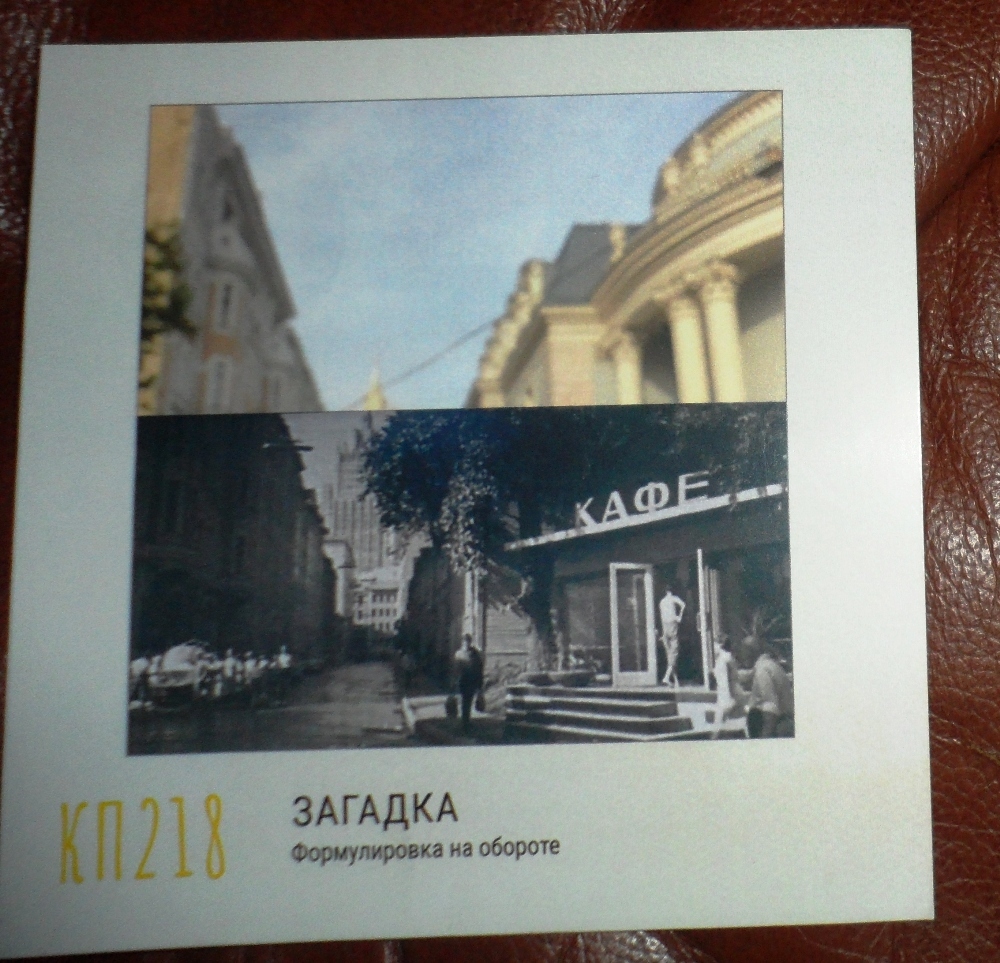 КАФЕ
КП218
ЗАГАДКА
Формулировка на обороте